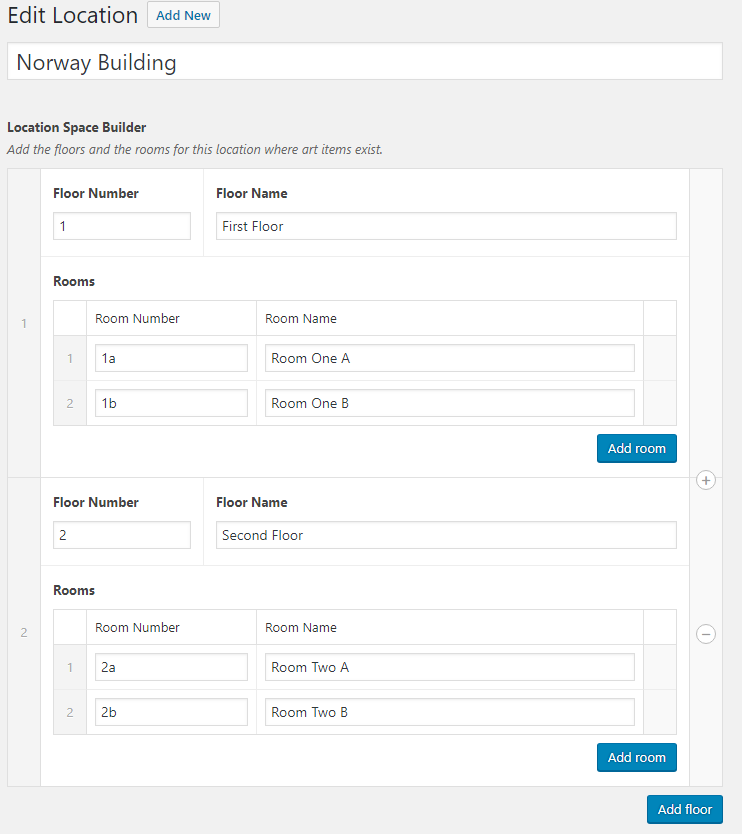 Edit Location Add New
Norway Building
Location Space Builder
Add the floors and the rooms for this location where art items exist.
Floor Number Floor Name
1 First Floor
Rooms
Room Number Room Name
1
1 1a Room One A
2 1b Room One B
Add room
+
Floor Number Floor Name
2 Second Floor
Rooms
Room Number Room Name
2
−
1 2a Room Two A
2 2b Room Two B
Add room
Add floor